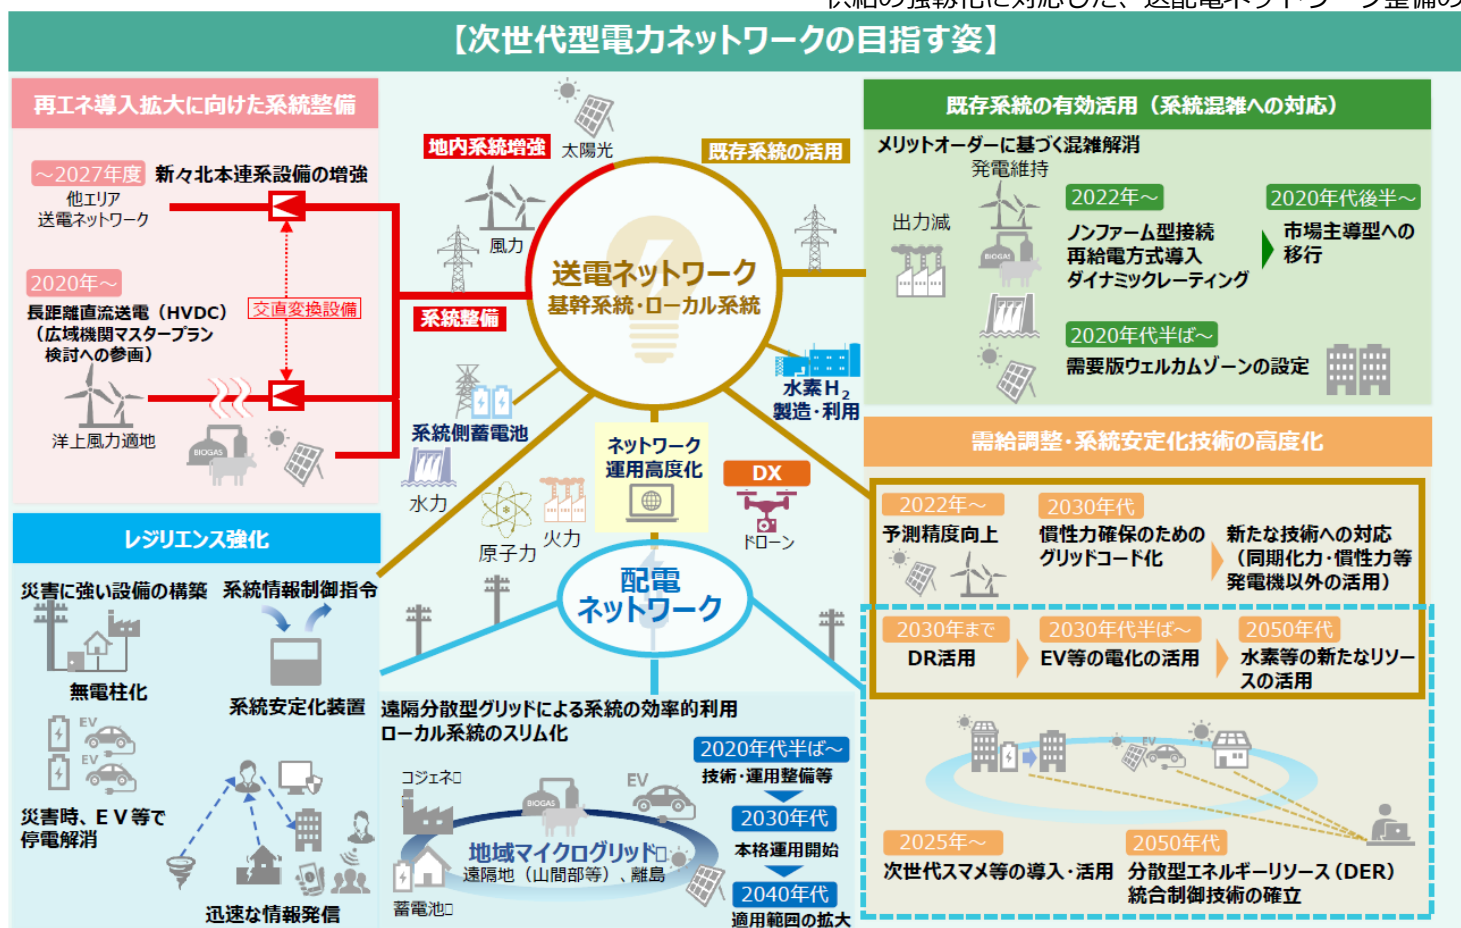 供給の強靭化に対応した、送配電ネットワーク整備の
【次世代型電力ネットワークの目指す姿】
再エネ導入拡大に向けた系統整備
～2027年度 新々北本連系設備の増強
他エリア
送電ネットワーク
2020年～
長距離直流送電（HVDC）
（広域機関マスタープラン
検討への参画）
交直変換設備
洋上風力適地
BIOGAS
地内系統増強
太陽光
既存系統の活用
風力
系統整備
送電ネットワーク
基幹系統・ローカル系統
水素H2
製造・利用
系統側蓄電池
水力
原子力
火力
ネットワーク
運用高度化
DX
ドローン
配電
ネットワーク
既存系統の有効活用（系統混雑への対応）
メリットオーダーに基づく混雑解消
発電維持
出力減
BIOGAS
2022年～
ノンファーム型接続
再給電方式導入
ダイナミックレーティング
2020年代後半～
市場主導型への
移行
2020年代半ば～
需要版ウェルカムゾーンの設定
需給調整・系統安定化技術の高度化
2022年～
予測精度向上
2030年代
慣性力確保のための
グリッドコード化
新たな技術への対応
（同期化力・慣性力等
発電機以外の活用）
2030年まで
DR活用
2030年代半ば～
EV等の電化の活用
2050年代
水素等の新たなリソー
スの活用
EV
2025年～
次世代スマメ等の導入・活用
2050年代
分散型エネルギーリソース（DER）
統合制御技術の確立
レジリエンス強化
災害に強い設備の構築
系統情報制御指令
無電柱化
系統安定化装置
EV
EV
災害時、EV等で
停電解消
迅速な情報発信
遠隔分散型グリッドによる系統の効率的利用
ローカル系統のスリム化
コジェネ
BIOGAS
EV
地域マイクログリッド
遠隔地（山間部等）、離島
蓄電池
2020年代半ば～
技術・運用整備等
2030年代
本格運用開始
2040年代
適用範囲の拡大